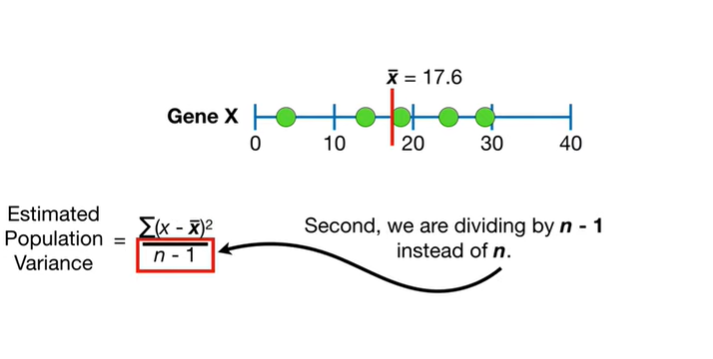 x̄ = 17.6
Gene X
0 10 20 30 40
Estimated
Population
Variance
=
∑(x - x̄)²
n - 1
Second, we are dividing by n - 1
instead of n.